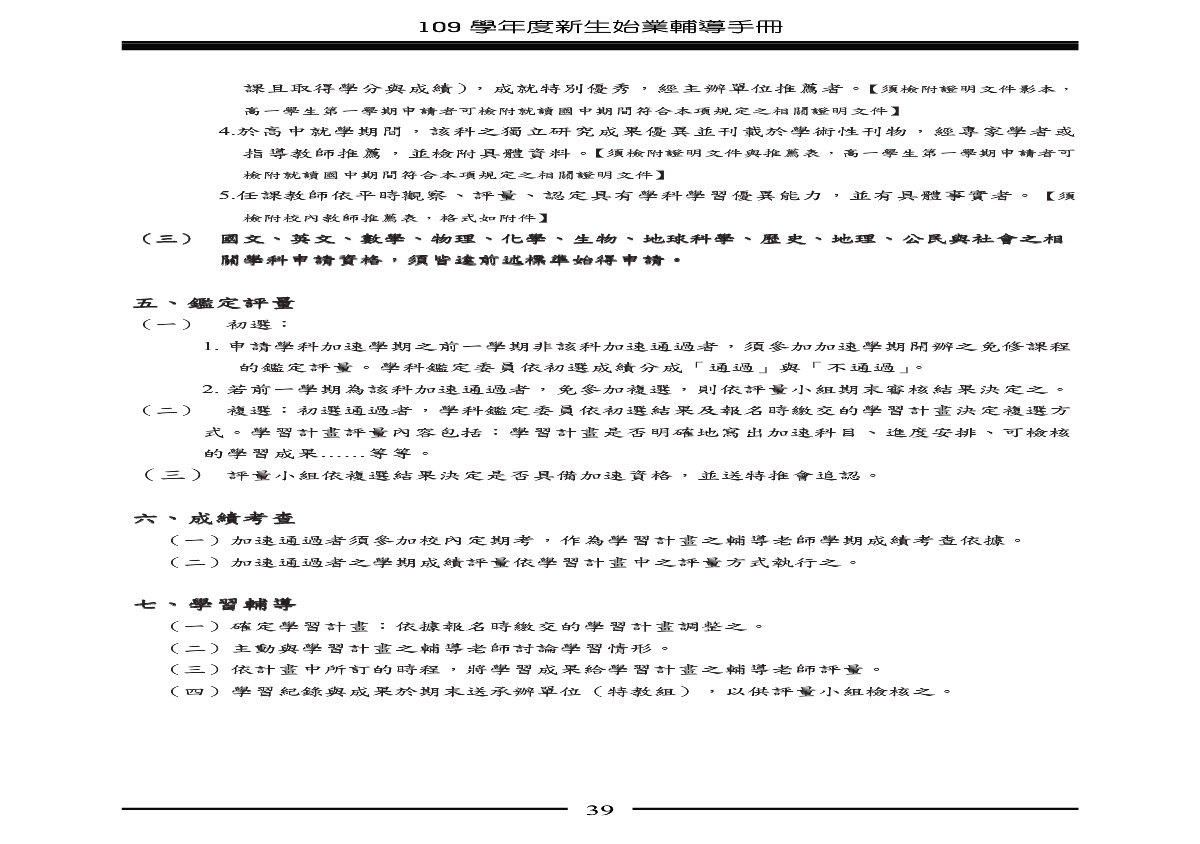 109 學年度新生始業輔導手冊
課且取得學分與成績），成就特別優秀，經主辦單位推薦者。【須檢附證明文件影本，
高一學生第一學期申請者可檢附就讀國中期間符合本項規定之相關證明文件】
4.於高中就學期間，該科之獨立研究成果優異並刊載於學術性刊物，經專家學者或
指導教師推薦，並檢附具體資料。【須檢附證明文件與推薦表，高一學生第一學期申請者可
檢附就讀國中期間符合本項規定之相關證明文件】
5.任課教師依平時觀察、評量、認定具有學科學習優異能力，並有具體事實者。【須
檢附校內教師推薦表，格式如附件】
（三） 國文、英文、數學、物理、化學、生物、地球科學、歷史、地理、公民與社會之相
關學科申請資格，須皆達前述標準始得申請。
五、鑑定評量
（一） 初選：
1. 申請學科加速學期之前一學期非該科加速通過者，須參加加速學期開辦之免修課程
的鑑定評量。學科鑑定委員依初選成績分成「通過」與「不通過」。
2. 若前一學期為該科加速通過者，免參加複選，則依評量小組期末審核結果決定之。
（二） 複選：初選通過者，學科鑑定委員依初選結果及報名時繳交的學習計畫決定複選方
式。學習計畫評量內容包括：學習計畫是否明確地寫出加速科目、進度安排、可檢核
的學習成果……等等。
（三） 評量小組依複選結果決定是否具備加速資格，並送特推會追認。
六、成績考查
（一）加速通過者須參加校內定期考，作為學習計畫之輔導老師學期成績考查依據。
（二）加速通過者之學期成績評量依學習計畫中之評量方式執行之。
七、學習輔導
（一）確定學習計畫：依據報名時繳交的學習計畫調整之。
（二）主動與學習計畫之輔導老師討論學習情形。
（三）依計畫中所訂的時程，將學習成果給學習計畫之輔導老師評量。
（四）學習紀錄與成果於期末送承辦單位（特教組），以供評量小組檢核之。
39